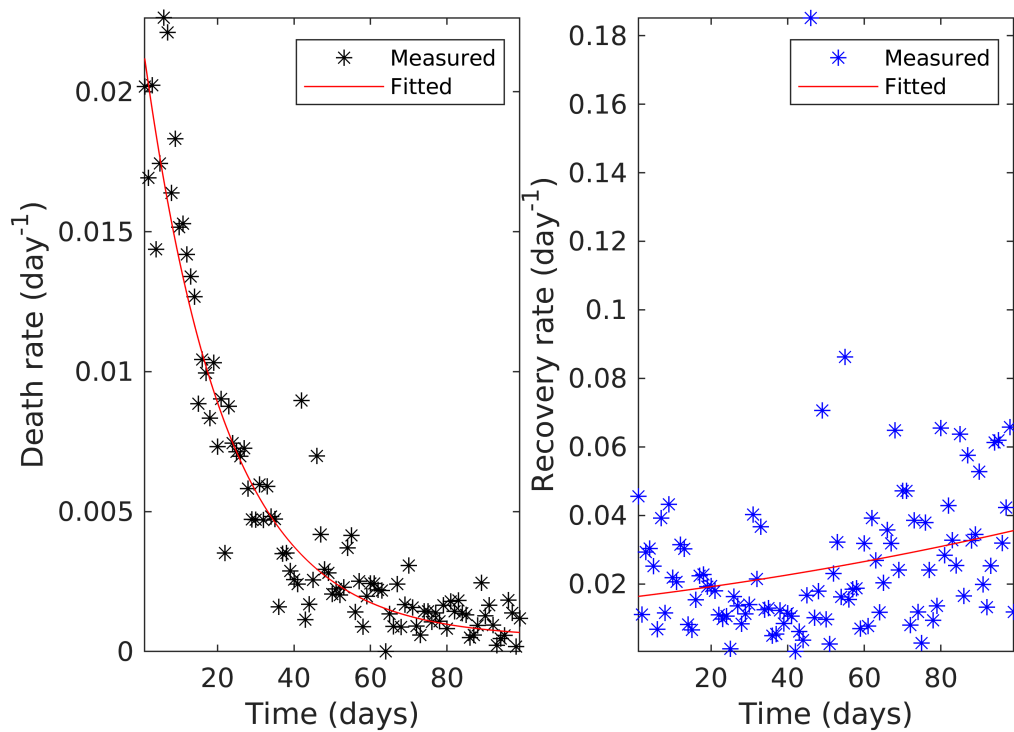 Death rate (day-1)
0.02
0.015
0.01
0.005
0
Measured
Fitted
20
40
60
80
Time (days)
Recovery rate (day-1)
0.18
0.16
0.14
0.12
0.1
0.08
0.06
0.04
0.02
Measured
Fitted
20
40
60
80
Time (days)